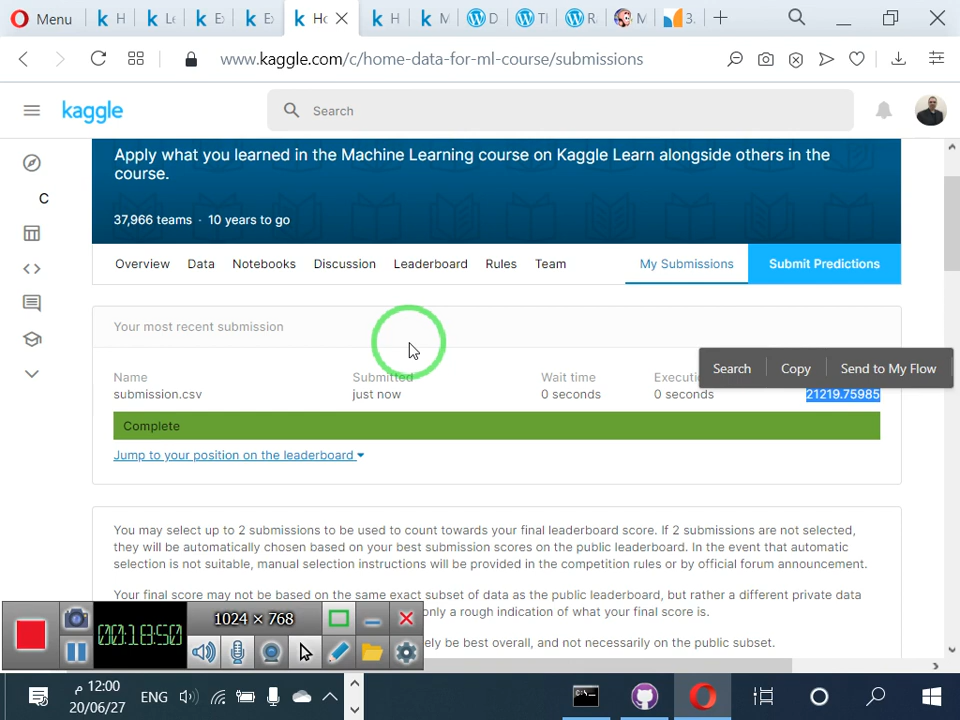 Menu
H
Le
E
E
H
H
M
D
T
R
M
3.
www.kaggle.com/c/home-data-for-ml-course/submissions
kaggle
Search
C
Apply what you learned in the Machine Learning course on Kaggle Learn alongside others in the
course.
37,966 teams · 10 years to go
Overview
Data
Notebooks
Discussion
Leaderboard
Rules
Team
My Submissions
Submit Predictions
Your most recent submission
Search
Copy
Send to My Flow
Name
Submitted
Wait time
submission.csv
just now
0 seconds
0 seconds
21219.75985
Complete
Jump to your position on the leaderboard
You may select up to 2 submissions to be used to count towards your final leaderboard score. If 2 submissions are not selected,
they will be automatically chosen based on your best submission scores on the public leaderboard. In the event that automatic
selection is not suitable, manual selection instructions will be provided in the competition rules or by official forum announcement.
Your final score may not be based on the same exact subset of data as the public leaderboard, but rather a different private data
only a rough indication of what your final score is.
be best overall, and not necessarily on the public subset.
1024 × 768
00:18:50
ENG
12:00 م
20/06/27